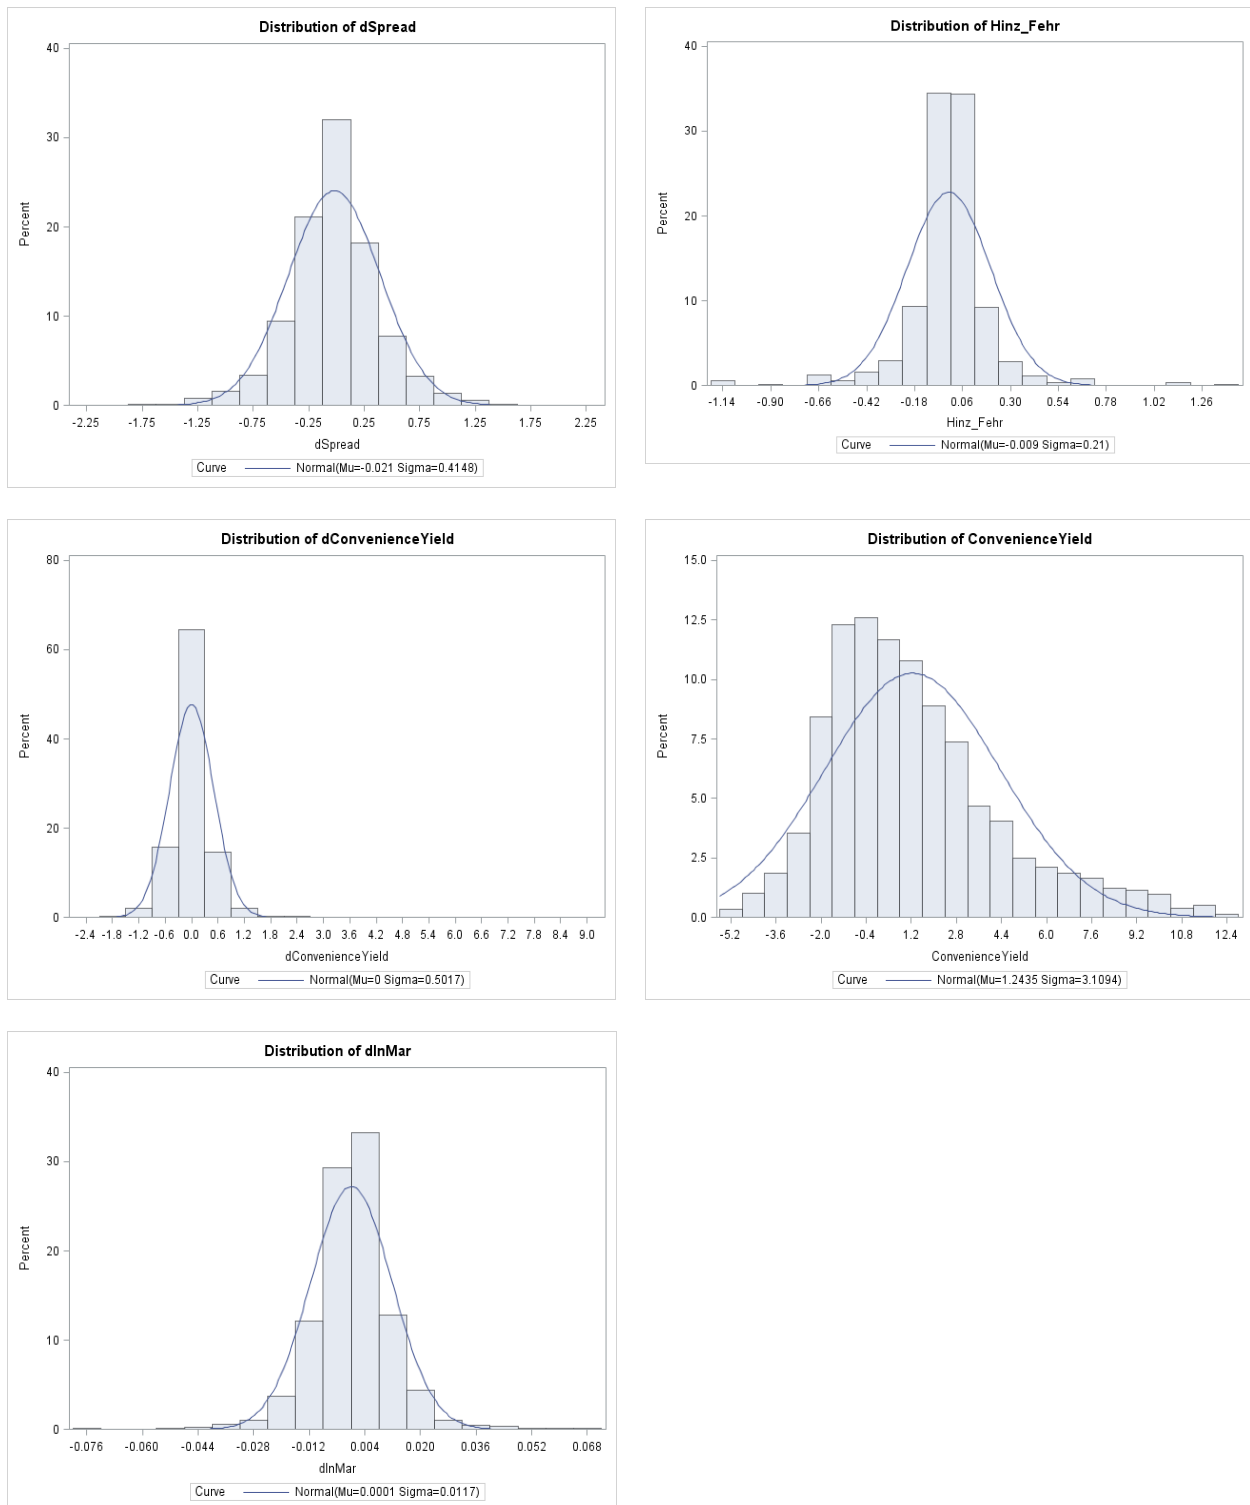 Distribution of dSpread
40
30
20
10
0
Percent
-2.25 -1.75 -1.25 -0.75 -0.25 0.25 0.75 1.25 1.75 2.25
dSpread
Curve Normal(Mu=-0.021 Sigma=0.4148)
Distribution of Hinz_Fehr
40
30
20
10
0
Percent
-1.14 -0.90 -0.66 -0.42 -0.18 0.06 0.30 0.54 0.78 1.02 1.26
Hinz_Fehr
Curve Normal(Mu=-0.009 Sigma=0.21)
Distribution of dConvenienceYield
80
60
40
20
0
Percent
-2.4 -1.8 -1.2 -0.6 0.0 0.6 1.2 1.8 2.4 3.0 3.6 4.2 4.8 5.4 6.0 6.6 7.2 7.8 8.4 9.0
dConvenienceYield
Curve Normal(Mu=0 Sigma=0.5017)
Distribution of ConvenienceYield
15.0
12.5
10.0
7.5
5.0
2.5
0.0
Percent
-5.2 -3.6 -2.0 -0.4 1.2 2.8 4.4 6.0 7.6 9.2 10.8 12.4
ConvenienceYield
Curve Normal(Mu=1.2435 Sigma=3.1094)
Distribution of dlnMar
40
30
20
10
0
Percent
-0.076 -0.060 -0.044 -0.028 -0.012 0.004 0.020 0.036 0.052 0.068
dlnMar
Curve Normal(Mu=0.0001 Sigma=0.0117)